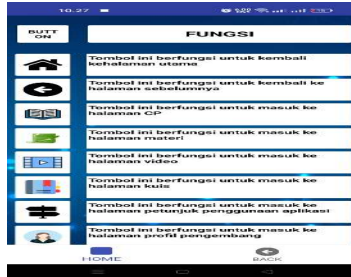 10.27
BUTT
ON
FUNGSI
Tombol ini berfungsi untuk kembali
kehalaman utama
Tombol ini berfungsi untuk kembali ke
halaman sebelumnya
Tombol ini berfungsi untuk masuk ke
halaman CP
Tombol ini berfungsi untuk masuk ke
halaman materi
Tombol ini berfungsi untuk masuk ke
halaman video
Tombol ini berfungsi untuk masuk ke
halaman kuis
Tombol ini berfungsi untuk masuk ke
halaman petunjuk penggunaan aplikasi
Tombol ini berfungsi untuk masuk ke
halaman profil pengembang
HOME
BACK